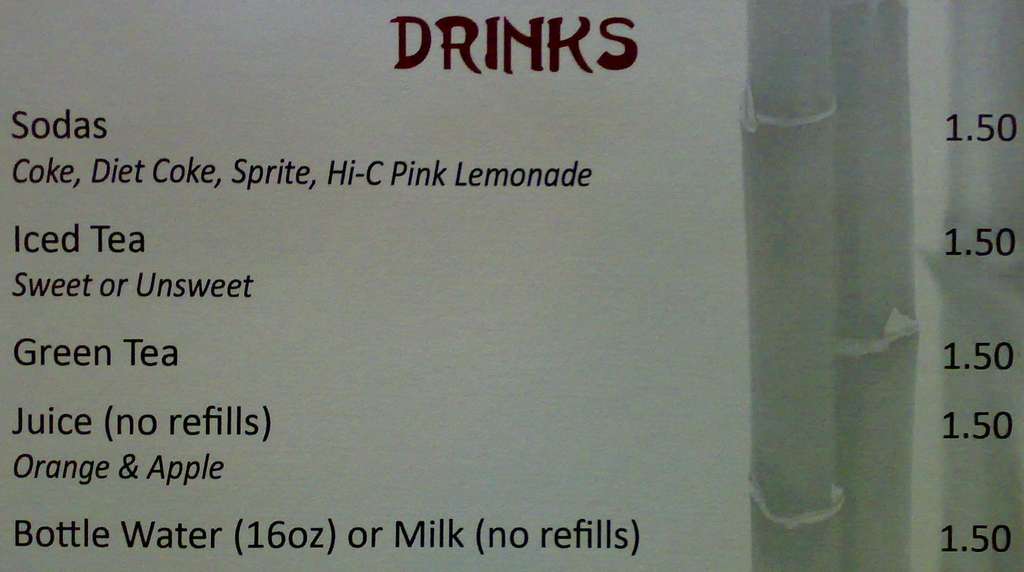 DRINKS
Sodas 1.50
Coke, Diet Coke, Sprite, Hi-C Pink Lemonade
Iced Tea 1.50
Sweet or Unsweet
Green Tea 1.50
Juice (no refills) 1.50
Orange & Apple
Bottle Water (16oz) or Milk (no refills) 1.50